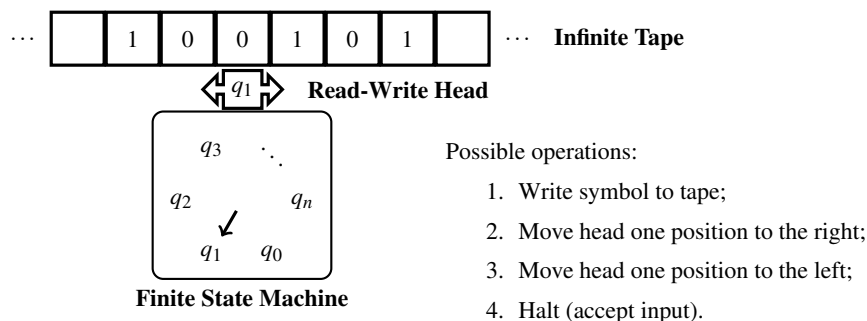 ··· 1 0 0 1 0 1 ··· Infinite Tape
q₁ Read-Write Head
q₃ ⋱
q₂ qₙ
q₁ q₀
Finite State Machine
Possible operations:
1. Write symbol to tape;
2. Move head one position to the right;
3. Move head one position to the left;
4. Halt (accept input).